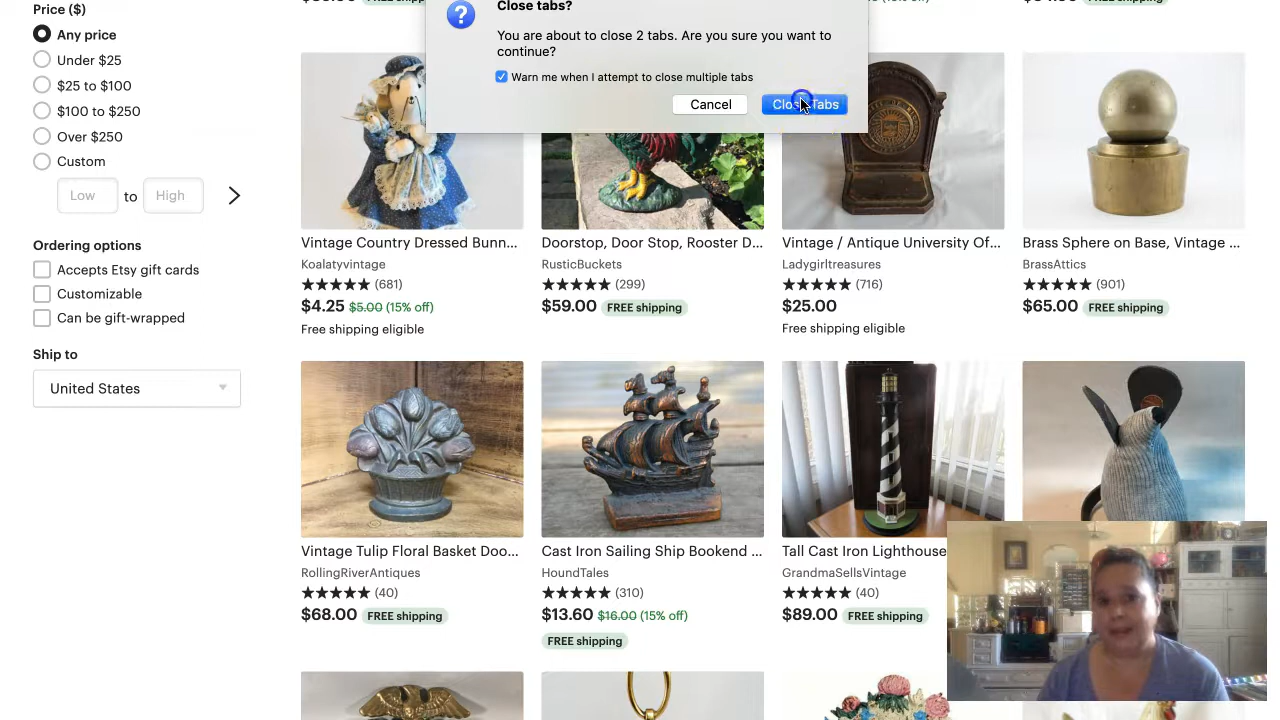 Price ($)
Any price
Under $25
$25 to $100
$100 to $250
Over $250
Custom
Low to High
Ordering options
Accepts Etsy gift cards
Customizable
Can be gift-wrapped
Ship to
United States
Close tabs?
You are about to close 2 tabs. Are you sure you want to
continue?
Warn me when I attempt to close multiple tabs
Cancel
Close Tabs
Vintage Country Dressed Bunn...
Koalatyvintage
(681)
$4.25 $5.00 (15% off)
Free shipping eligible
Doorstop, Door Stop, Rooster D...
RusticBuckets
(299)
$59.00 FREE shipping
Vintage / Antique University Of...
Ladygirltreasures
(716)
$25.00
Free shipping eligible
Brass Sphere on Base, Vintage ...
BrassAttics
(901)
$65.00 FREE shipping
Vintage Tulip Floral Basket Doo...
RollingRiverAntiques
(40)
$68.00 FREE shipping
Cast Iron Sailing Ship Bookend ...
HoundTales
(310)
$13.60 $16.00 (15% off)
FREE shipping
Tall Cast Iron Lighthouse
GrandmaSellsVintage
(40)
$89.00 FREE shipping